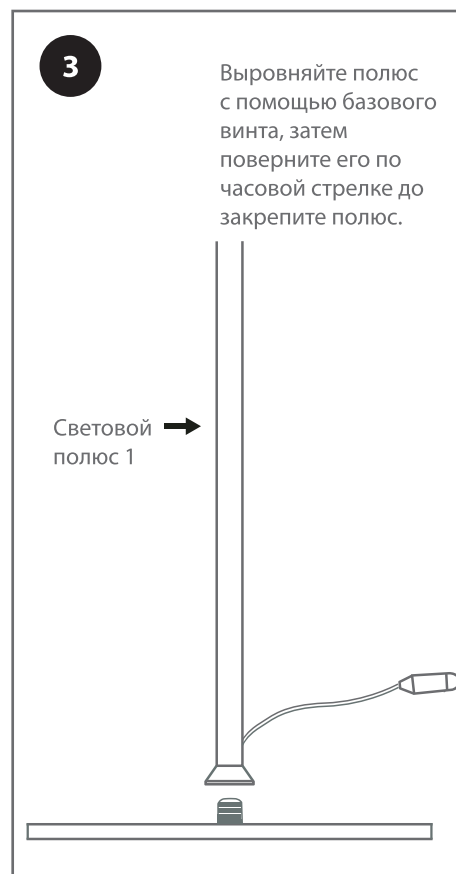 3
Выровняйте полюс
с помощью базового
винта, затем
поверните его по
часовой стрелке до
закрепите полюс.
Световой
полюс 1